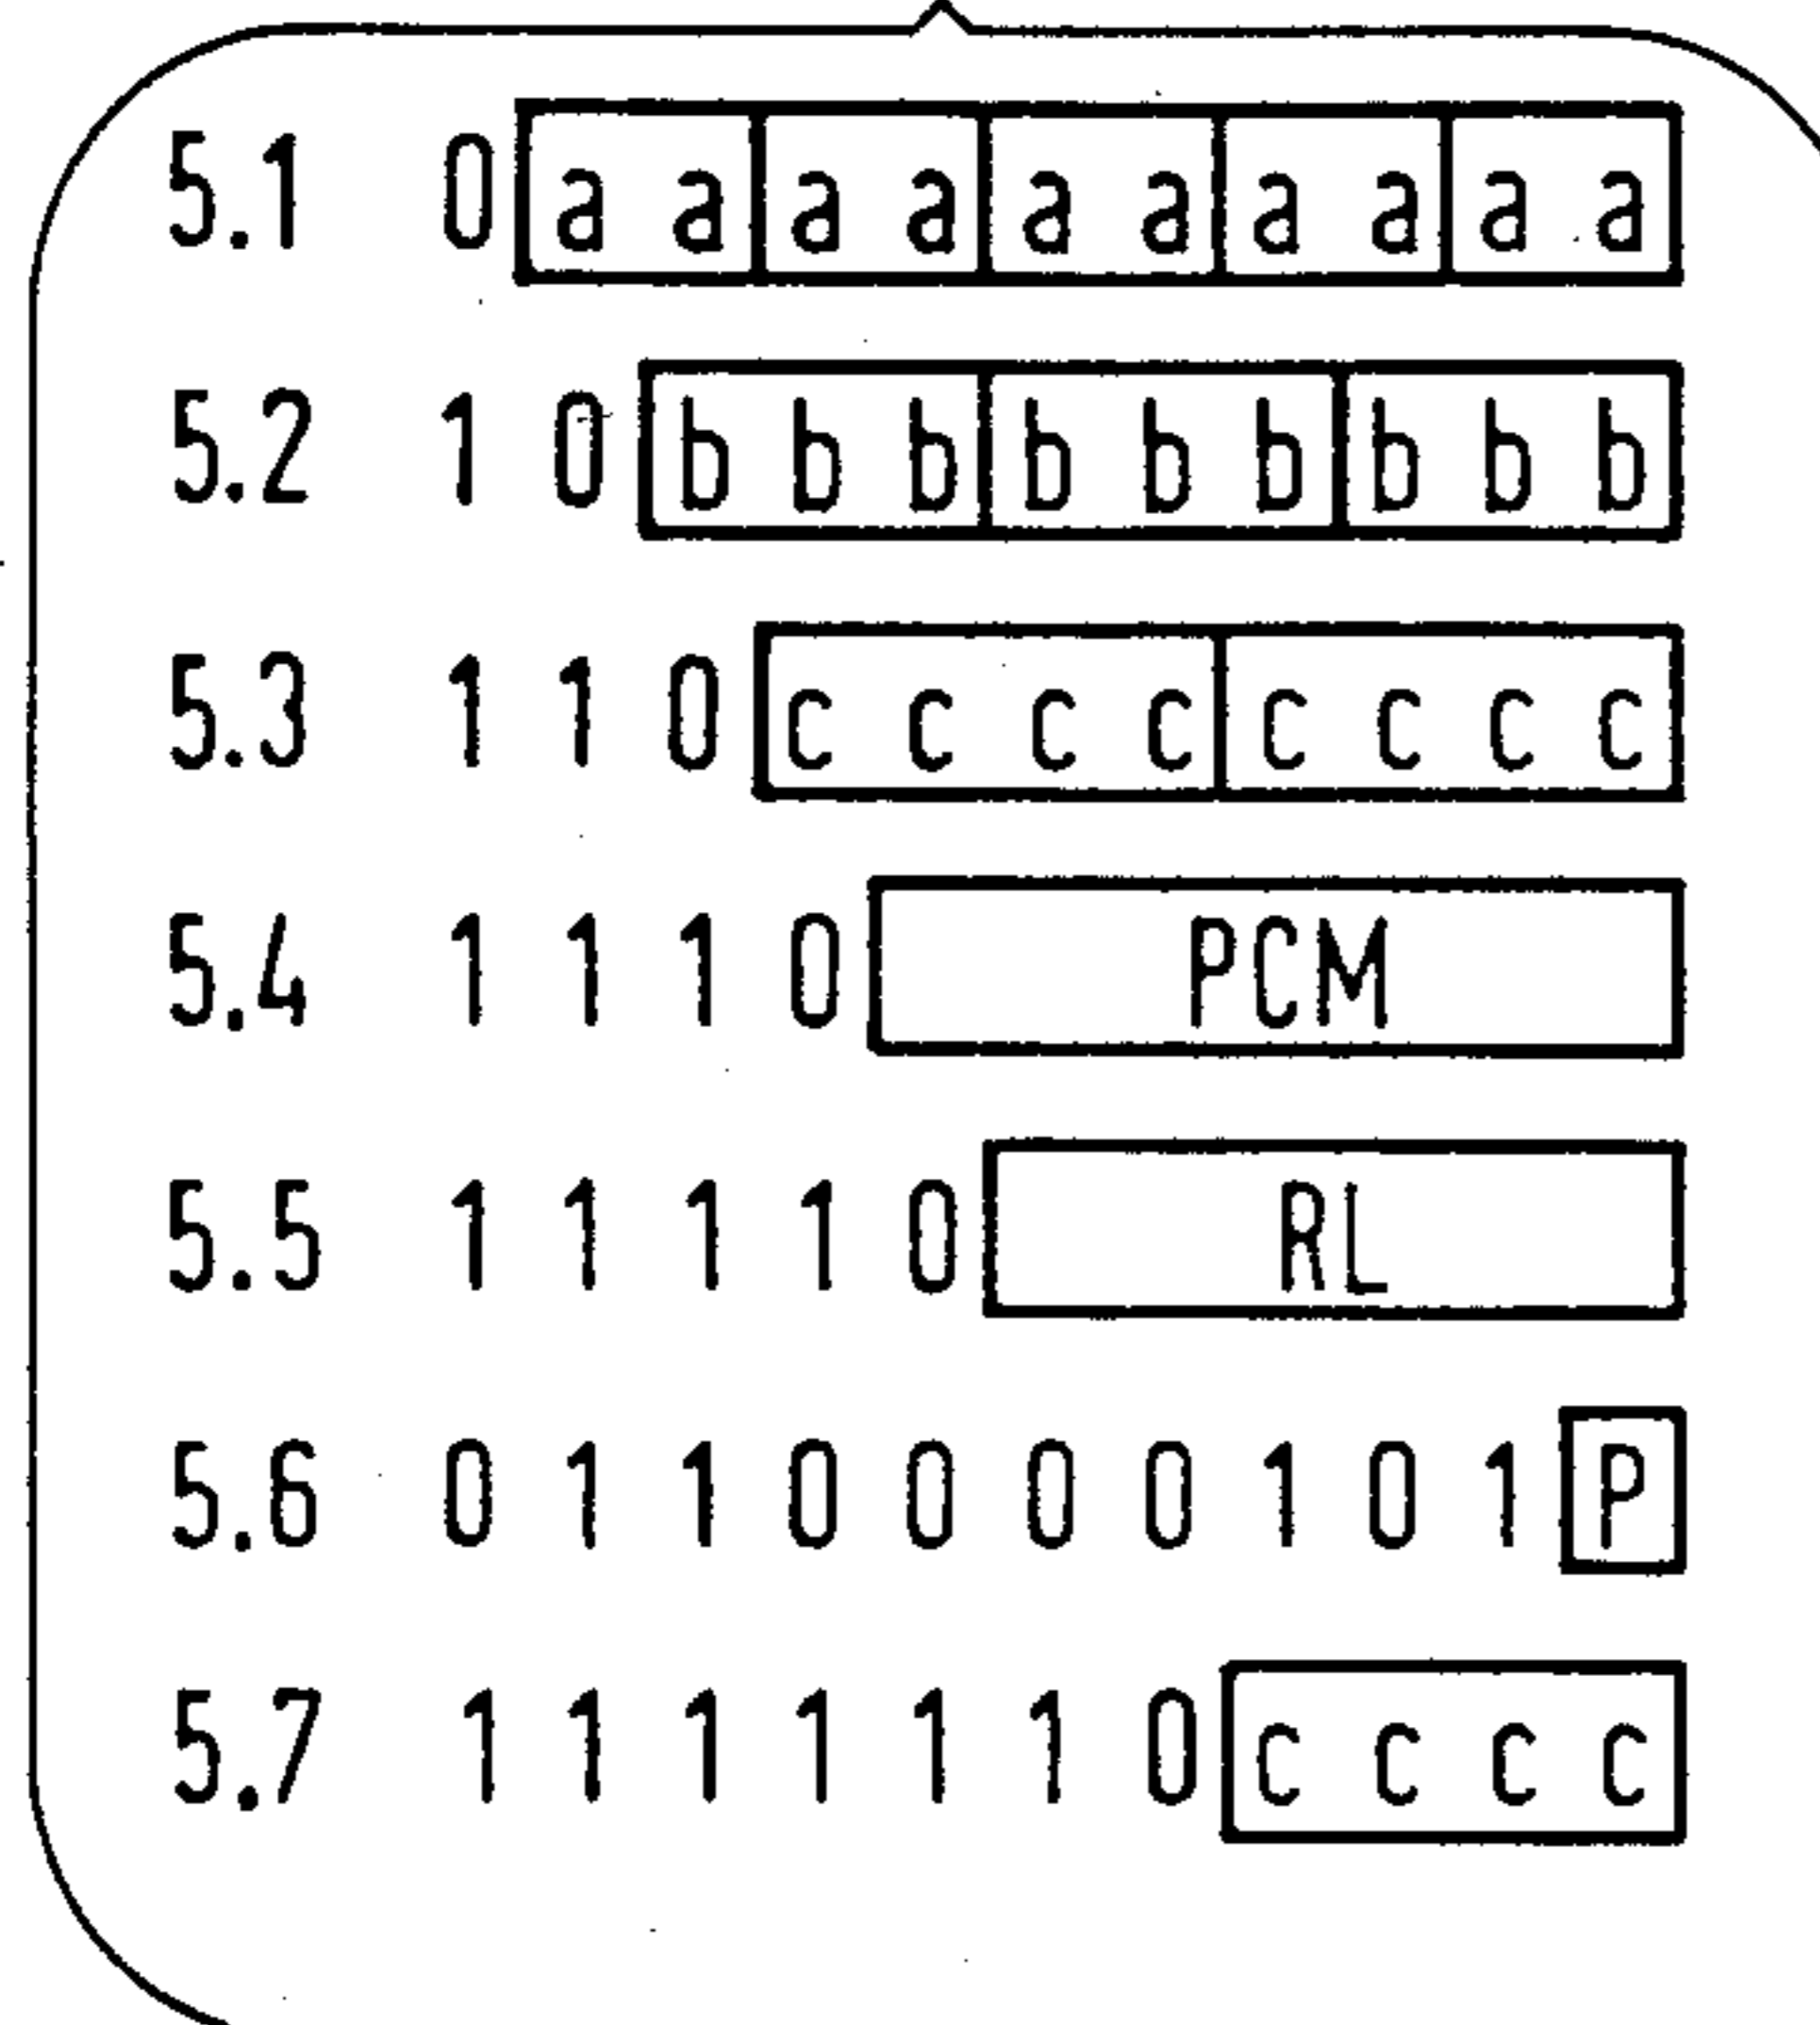 5.1 0 a a a a a a a a a a
5.2 1 0 b b b b b b b b b
5.3 1 1 0 c c c c c c c c
5.4 1 1 1 0 PCM
5.5 1 1 1 1 0 RL
5.6 0 1 1 0 0 0 0 1 0 1 P
5.7 1 1 1 1 1 1 0 c c c c